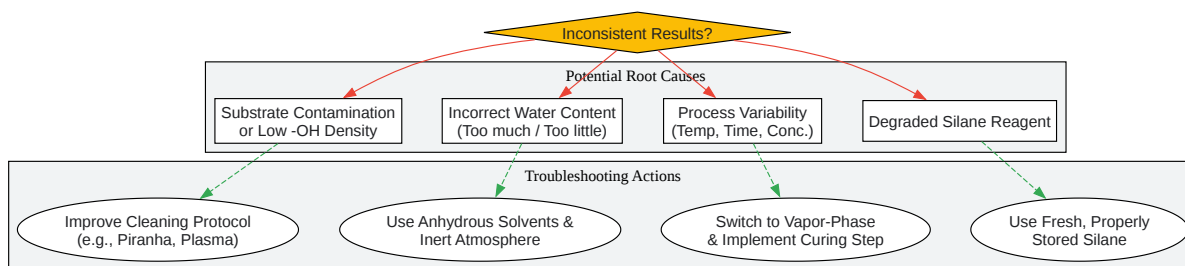 Inconsistent Results?
Potential Root Causes
Substrate Contamination
or Low -OH Density
Incorrect Water Content
(Too much / Too little)
Process Variability
(Temp, Time, Conc.)
Degraded Silane Reagent
Troubleshooting Actions
Improve Cleaning Protocol
(e.g., Piranha, Plasma)
Use Anhydrous Solvents &
Inert Atmosphere
Switch to Vapor-Phase
& Implement Curing Step
Use Fresh, Properly
Stored Silane